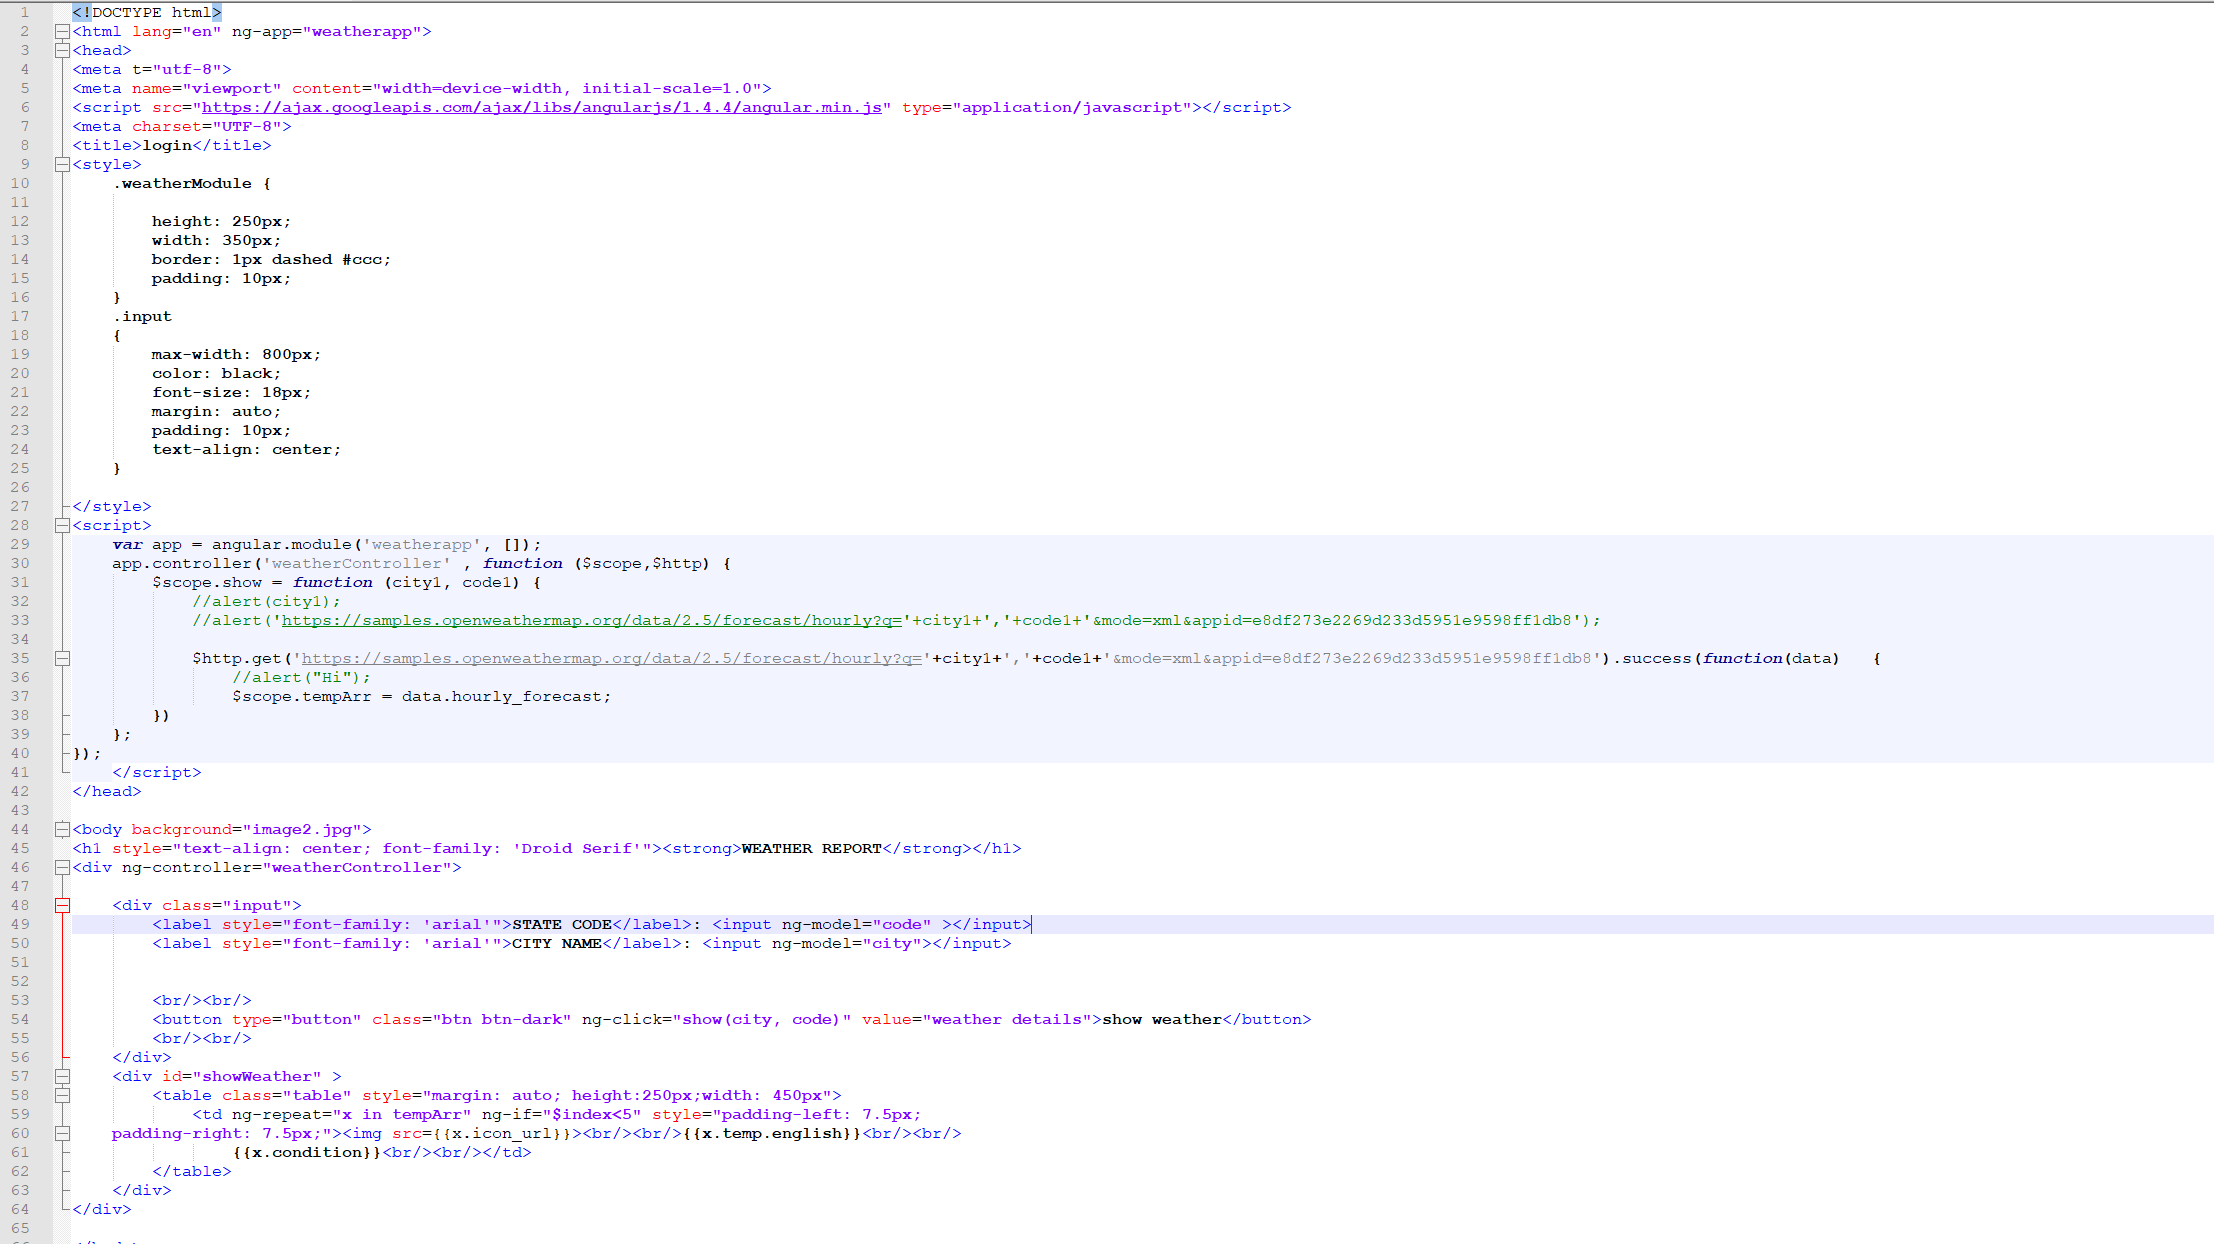 1 <!DOCTYPE html>
2 <html lang="en" ng-app="weatherapp">
3 <head>
4 <meta t="utf-8">
5 <meta name="viewport" content="width=device-width, initial-scale=1.0">
6 <script src="https://ajax.googleapis.com/ajax/libs/angularjs/1.4.4/angular.min.js" type="application/javascript"></script>
7 <meta charset="UTF-8">
8 <title>login</title>
9 <style>
10 .weatherModule {
11
12 height: 250px;
13 width: 350px;
14 border: 1px dashed #ccc;
15 padding: 10px;
16 }
17 .input
18 {
19 max-width: 800px;
20 color: black;
21 font-size: 18px;
22 margin: auto;
23 padding: 10px;
24 text-align: center;
25 }
26
27 </style>
28 <script>
29 var app = angular.module('weatherapp', []);
30 app.controller('weatherController' , function ($scope,$http) {
31 $scope.show = function (city1, code1) {
32 //alert(city1);
33 //alert('https://samples.openweathermap.org/data/2.5/forecast/hourly?q='+city1+','+code1+'&mode=xml&appid=e8df273e2269d233d5951e9598ff1db8');
34
35 $http.get('https://samples.openweathermap.org/data/2.5/forecast/hourly?q='+city1+','+code1+'&mode=xml&appid=e8df273e2269d233d5951e9598ff1db8').success(function(data) {
36 //alert("Hi");
37 $scope.tempArr = data.hourly_forecast;
38 })
39 };
40 });
41 </script>
42 </head>
43
44 <body background="image2.jpg">
45 <h1 style="text-align: center; font-family: 'Droid Serif'"><strong>WEATHER REPORT</strong></h1>
46 <div ng-controller="weatherController">
47
48 <div class="input">
49 <label style="font-family: 'arial'">STATE CODE</label>: <input ng-model="code" ></input>
50 <label style="font-family: 'arial'">CITY NAME</label>: <input ng-model="city"></input>
51
52
53 <br/><br/>
54 <button type="button" class="btn btn-dark" ng-click="show(city, code)" value="weather details">show weather</button>
55 <br/><br/>
56 </div>
57 <div id="showWeather" >
58 <table class="table" style="margin: auto; height:250px;width: 450px">
59 <td ng-repeat="x in tempArr" ng-if="$index<5" style="padding-left: 7.5px;
60 padding-right: 7.5px;"><img src={{x.icon_url}}><br/><br/>{{x.temp.english}}<br/><br/>
61 {{x.condition}}<br/><br/></td>
62 </table>
63 </div>
64 </div>
65